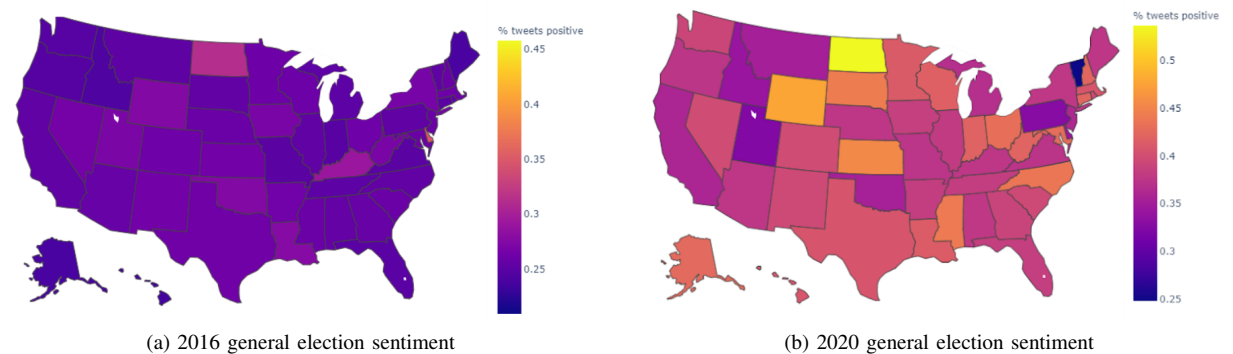 % tweets positive
0.45
0.4
0.35
0.3
0.25
(a) 2016 general election sentiment
% tweets positive
0.5
0.45
0.4
0.35
0.3
0.25
(b) 2020 general election sentiment